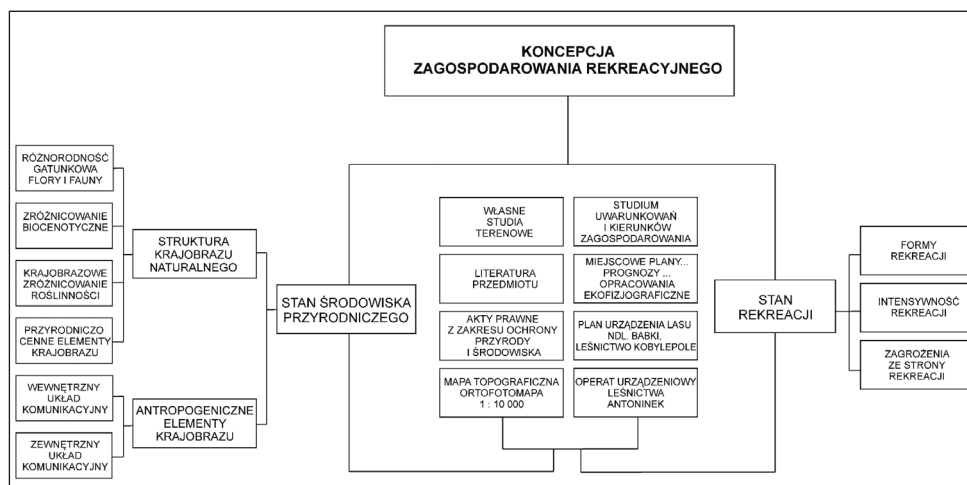 KONCEPCJA
ZAGOSPODAROWANIA REKREACYJNEGO
RÓŻNORODNOŚĆ
GATUNKOWA
FLORY I FAUNY
ZRÓŻNICOWANIE
BIOCENOTYCZNE
KRAJOBRAZOWE
ZRÓŻNICOWANIE
ROŚLINNOŚCI
PRZYRODNICZO
CENNE ELEMENTY
KRAJOBRAZU
WEWNĘTRZNY
UKŁAD
KOMUNIKACYJNY
ZEWNĘTRZNY
UKŁAD
KOMUNIKACYJNY
STRUKTURA
KRAJOBRAZU
NATURALNEGO
ANTROPOGENICZNE
ELEMENTY
KRAJOBRAZU
STAN ŚRODOWISKA
PRZYRODNICZEGO
WŁASNE
STUDIA
TERENOWE
LITERATURA
PRZEDMIOTU
AKTY PRAWNE
Z ZAKRESU OCHRONY
PRZYRODY
I ŚRODOWISKA
MAPA TOPOGRAFICZNA
ORTOFOTOMAPA
1 : 10 000
STUDIUM
UWARUNKOWAŃ
I KIERUNKÓW
ZAGOSPODAROWANIA
MIEJSCOWE PLANY...
PROGNOZY ...
OPRACOWANIA
EKOFIZJOGRAFICZNE
PLAN URZĄDZENIA LASU
NDL. BABKI,
LEŚNICTWO KOBYLEPOLE
OPERAT URZĄDZENIOWY
LEŚNICTWA
ANTONINEK
STAN
REKREACJI
FORMY
REKREACJI
INTENSYWNOŚĆ
REKREACJI
ZAGROŻENIA
ZE STRONY
REKREACJI